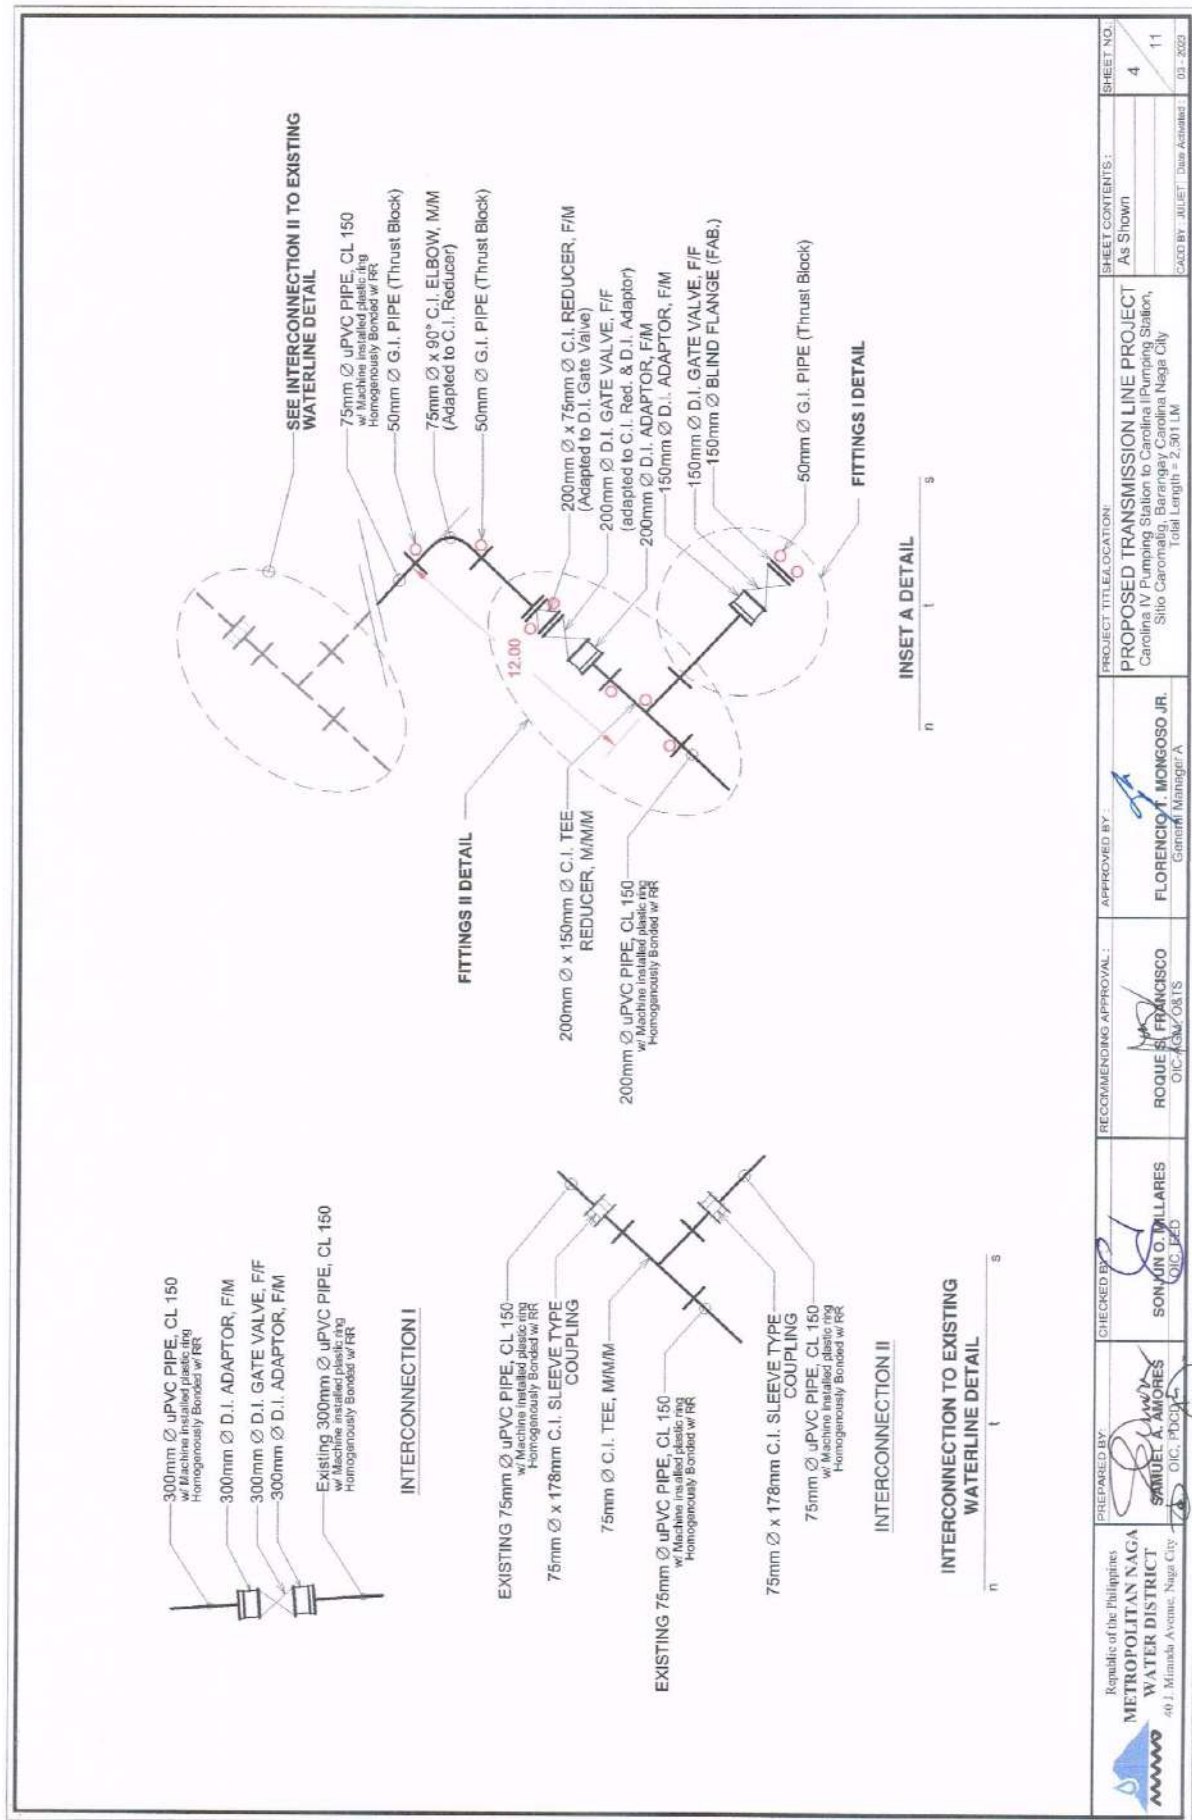 300mm Ø uPVC PIPE, CL 150
w/ Machine installed plastic ring
Homogenously Bonded w/ RR
300mm Ø D.I. ADAPTOR, F/M
300mm Ø D.I. GATE VALVE, F/F
300mm Ø D.I. ADAPTOR, F/M
Existing 300mm Ø uPVC PIPE, CL 150
w/ Machine installed plastic ring
Homogenously Bonded w/ RR
INTERCONNECTION I
EXISTING 75mm Ø uPVC PIPE, CL 150
w/ Machine installed plastic ring
Homogenously Bonded w/ RR
75mm Ø x 178mm C.I. SLEEVE TYPE
COUPLING
75mm Ø C.I. TEE, M/M/M
EXISTING 75mm Ø uPVC PIPE, CL 150
w/ Machine installed plastic ring
Homogenously Bonded w/ RR
75mm Ø x 178mm C.I. SLEEVE TYPE
COUPLING
75mm Ø uPVC PIPE, CL 150
w/ Machine installed plastic ring
Homogenously Bonded w/ RR
INTERCONNECTION II
INTERCONNECTION TO EXISTING
WATERLINE DETAIL
n t s
SEE INTERCONNECTION II TO EXISTING
WATERLINE DETAIL
75mm Ø uPVC PIPE, CL 150
w/ Machine installed plastic ring
Homogenously Bonded w/ RR
50mm Ø G.I. PIPE (Thrust Block)
75mm Ø x 90° C.I. ELBOW, M/M
(Adapted to C.I. Reducer)
50mm Ø G.I. PIPE (Thrust Block)
FITTINGS II DETAIL
12.00
200mm Ø x 75mm Ø C.I. REDUCER, F/M
(Adapted to D.I. Gate Valve)
200mm Ø D.I. GATE VALVE, F/F
(adapted to C.I. Red. & D.I. Adaptor)
200mm Ø D.I. ADAPTOR, F/M
150mm Ø D.I. ADAPTOR, F/M
200mm Ø x 150mm Ø C.I. TEE
REDUCER, M/M/M
150mm Ø D.I. GATE VALVE, F/F
150mm Ø BLIND FLANGE (FAB.)
200mm Ø uPVC PIPE, CL 150
w/ Machine installed plastic ring
Homogenously Bonded w/ RR
50mm Ø G.I. PIPE (Thrust Block)
FITTINGS I DETAIL
INSET A DETAIL
n t s
Republic of the Philippines
METROPOLITAN NAGA
WATER DISTRICT
40 J. Miranda Avenue, Naga City
PREPARED BY:
SAMUEL A. AMORES
OIC, PDCD
CHECKED BY:
SONJUN O. MILLARES
OIC, EED
RECOMMENDING APPROVAL :
ROQUE S. FRANCISCO
OIC-AGM, O&TS
APPROVED BY :
FLORENCIO T. MONGOSO JR.
General Manager A
PROJECT TITLE/LOCATION:
PROPOSED TRANSMISSION LINE PROJECT
Carolina IV Pumping Station to Carolina I Pumping Station,
Sitio Caromatig, Barangay Carolina Naga City
Total Length = 2,501 LM
SHEET CONTENTS :
As Shown
CADD BY : JULIET
Date Activated :
SHEET NO.:
4
11
03 - 2023